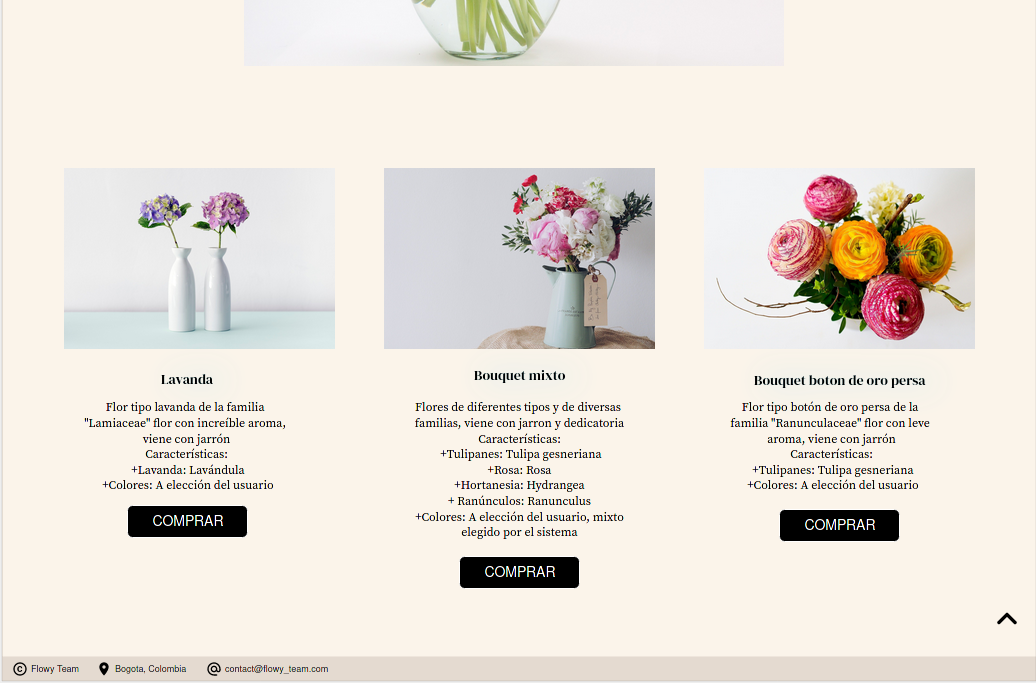 Lavanda
Flor tipo lavanda de la familia
"Lamiaceae" flor con increíble aroma,
viene con jarrón
Características:
+Lavanda: Lavándula
+Colores: A elección del usuario
COMPRAR
Bouquet mixto
Flores de diferentes tipos y de diversas
familias, viene con jarron y dedicatoria
Características:
+Tulipanes: Tulipa gesneriana
+Rosa: Rosa
+Hortanesia: Hydrangea
+ Ranúnculos: Ranunculus
+Colores: A elección del usuario, mixto
elegido por el sistema
COMPRAR
Bouquet boton de oro persa
Flor tipo botón de oro persa de la
familia "Ranunculaceae" flor con leve
aroma, viene con jarrón
Características:
+Tulipanes: Tulipa gesneriana
+Colores: A elección del usuario
COMPRAR
© Flowy Team
Bogota, Colombia
@ contact@flowy_team.com